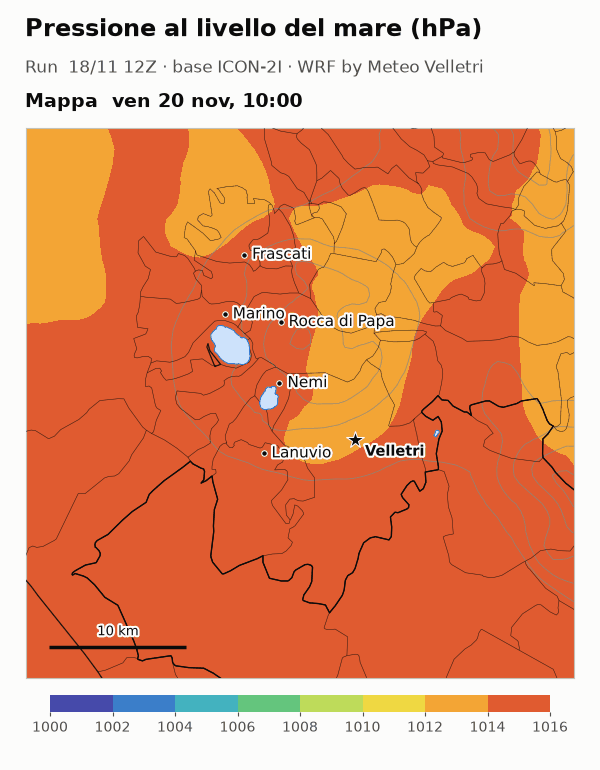 Pressione al livello del mare (hPa)
Run  18/11 12Z · base ICON-2I · WRF by Meteo Velletri
Mappa  ven 20 nov, 10:00
Frascati
Marino
Rocca di Papa
Nemi
Velletri
Lanuvio
10 km
1000 1002 1004 1006 1008 1010 1012 1014 1016